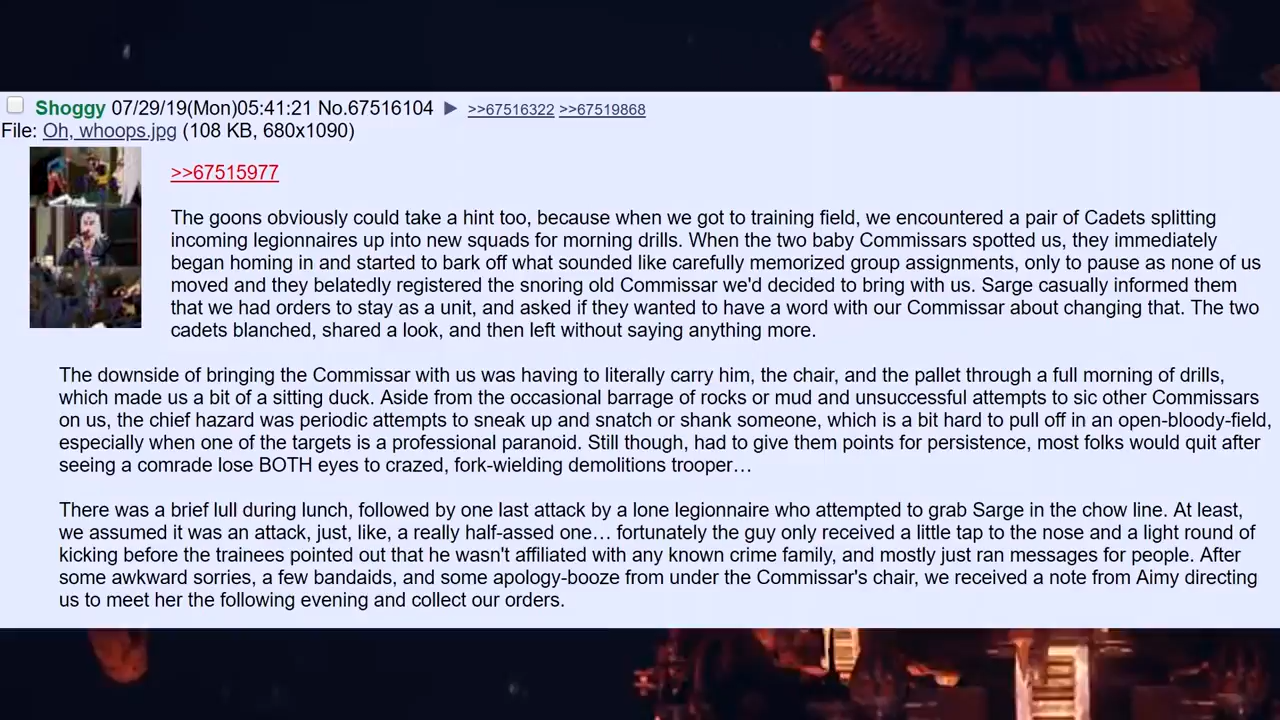 Shoggy 07/29/19(Mon)05:41:21 No.67516104 ▶ >>67516322 >>67519868
File: Oh, whoops.jpg (108 KB, 680x1090)
>>67515977
The goons obviously could take a hint too, because when we got to training field, we encountered a pair of Cadets splitting
incoming legionnaires up into new squads for morning drills. When the two baby Commissars spotted us, they immediately
began homing in and started to bark off what sounded like carefully memorized group assignments, only to pause as none of us
moved and they belatedly registered the snoring old Commissar we'd decided to bring with us. Sarge casually informed them
that we had orders to stay as a unit, and asked if they wanted to have a word with our Commissar about changing that. The two
cadets blanched, shared a look, and then left without saying anything more.
The downside of bringing the Commissar with us was having to literally carry him, the chair, and the pallet through a full morning of drills,
which made us a bit of a sitting duck. Aside from the occasional barrage of rocks or mud and unsuccessful attempts to sic other Commissars
on us, the chief hazard was periodic attempts to sneak up and snatch or shank someone, which is a bit hard to pull off in an open-bloody-field,
especially when one of the targets is a professional paranoid. Still though, had to give them points for persistence, most folks would quit after
seeing a comrade lose BOTH eyes to crazed, fork-wielding demolitions trooper…
There was a brief lull during lunch, followed by one last attack by a lone legionnaire who attempted to grab Sarge in the chow line. At least,
we assumed it was an attack, just, like, a really half-assed one… fortunately the guy only received a little tap to the nose and a light round of
kicking before the trainees pointed out that he wasn't affiliated with any known crime family, and mostly just ran messages for people. After
some awkward sorries, a few bandaids, and some apology-booze from under the Commissar's chair, we received a note from Aimy directing
us to meet her the following evening and collect our orders.